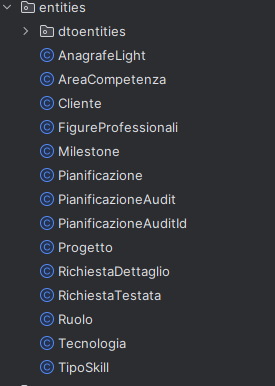 entities
dtoentities
AnagrafeLight
AreaCompetenza
Cliente
FigureProfessionali
Milestone
Pianificazione
PianificazioneAudit
PianificazioneAuditId
Progetto
RichiestaDettaglio
RichiestaTestata
Ruolo
Tecnologia
TipoSkill